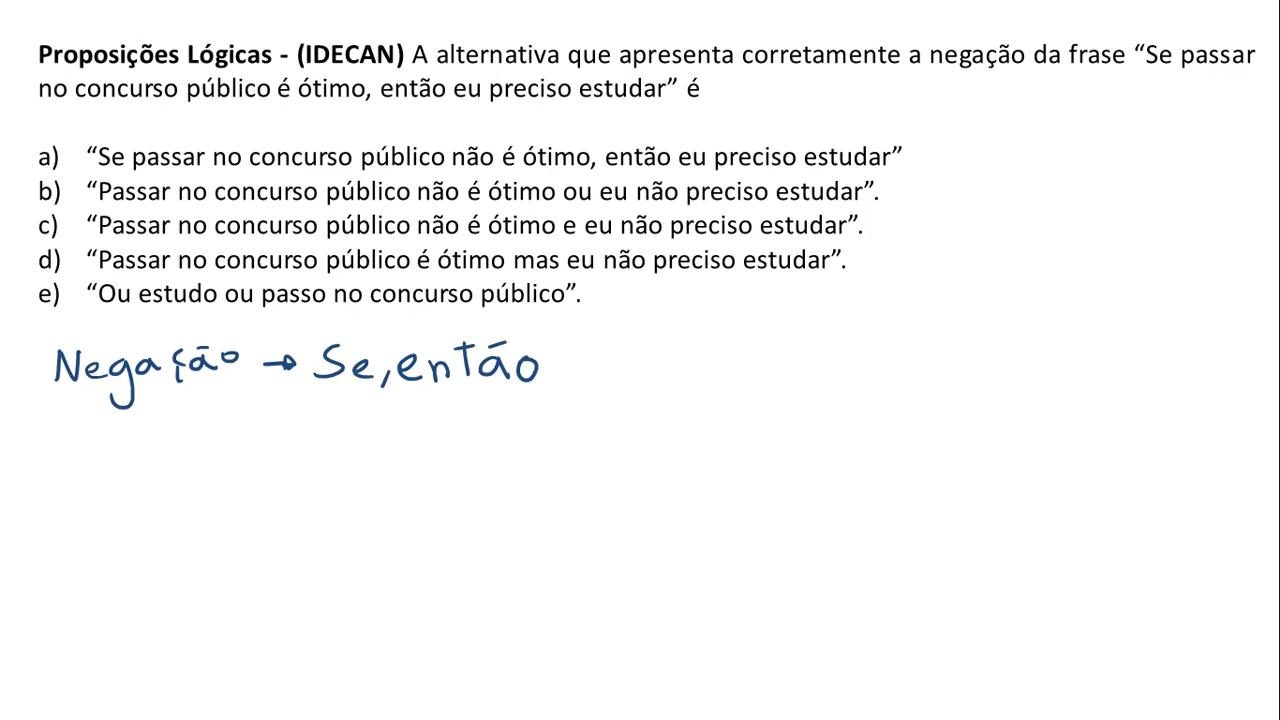 Proposições Lógicas - (IDECAN) A alternativa que apresenta corretamente a negação da frase “Se passar
no concurso público é ótimo, então eu preciso estudar” é
a) “Se passar no concurso público não é ótimo, então eu preciso estudar”
b) “Passar no concurso público não é ótimo ou eu não preciso estudar”.
c) “Passar no concurso público não é ótimo e eu não preciso estudar”.
d) “Passar no concurso público é ótimo mas eu não preciso estudar”.
e) “Ou estudo ou passo no concurso público”.
Negação → Se, então